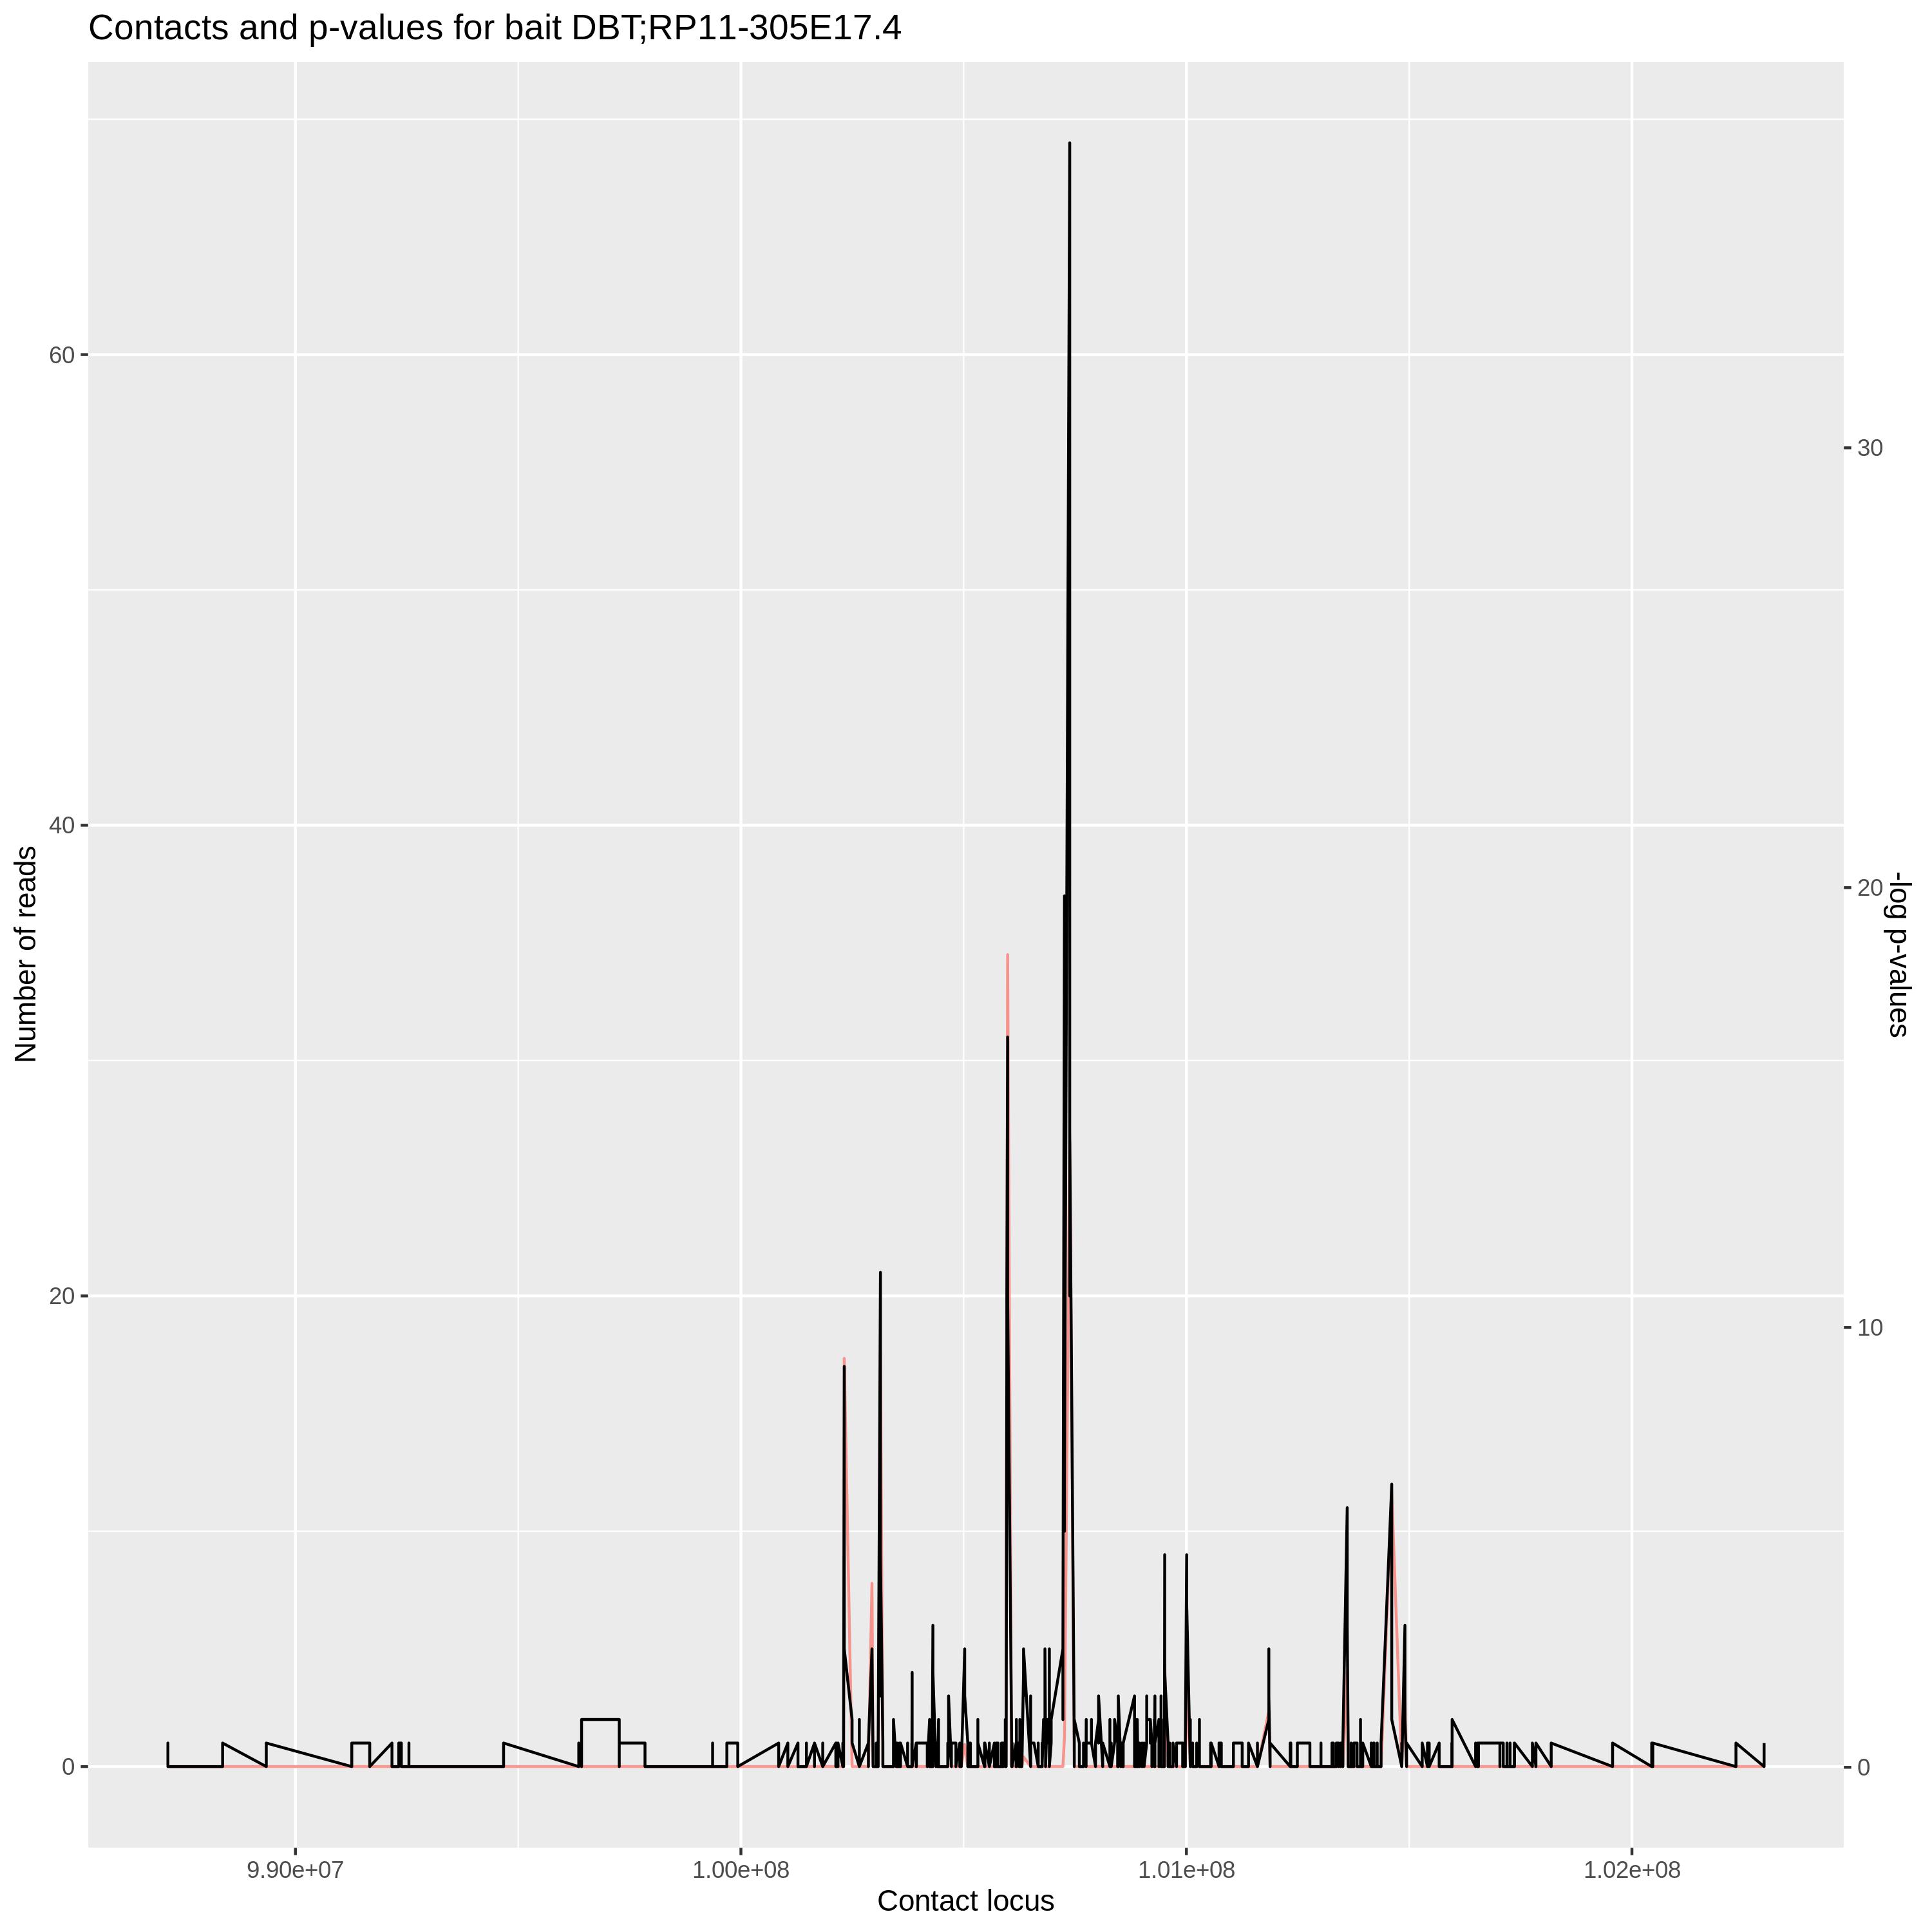 Contacts and p-values for bait DBT;RP11-305E17.4
60
40
20
0
Number of reads
30
20
10
0
-log p-values
9.90e+07
1.00e+08
1.01e+08
1.02e+08
Contact locus